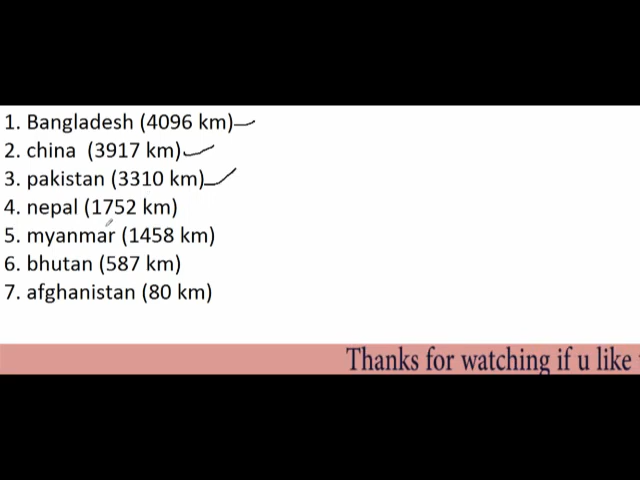 1. Bangladesh (4096 km)
2. china (3917 km)
3. pakistan (3310 km)
4. nepal (1752 km)
5. myanmar (1458 km)
6. bhutan (587 km)
7. afghanistan (80 km)
Thanks for watching if u like